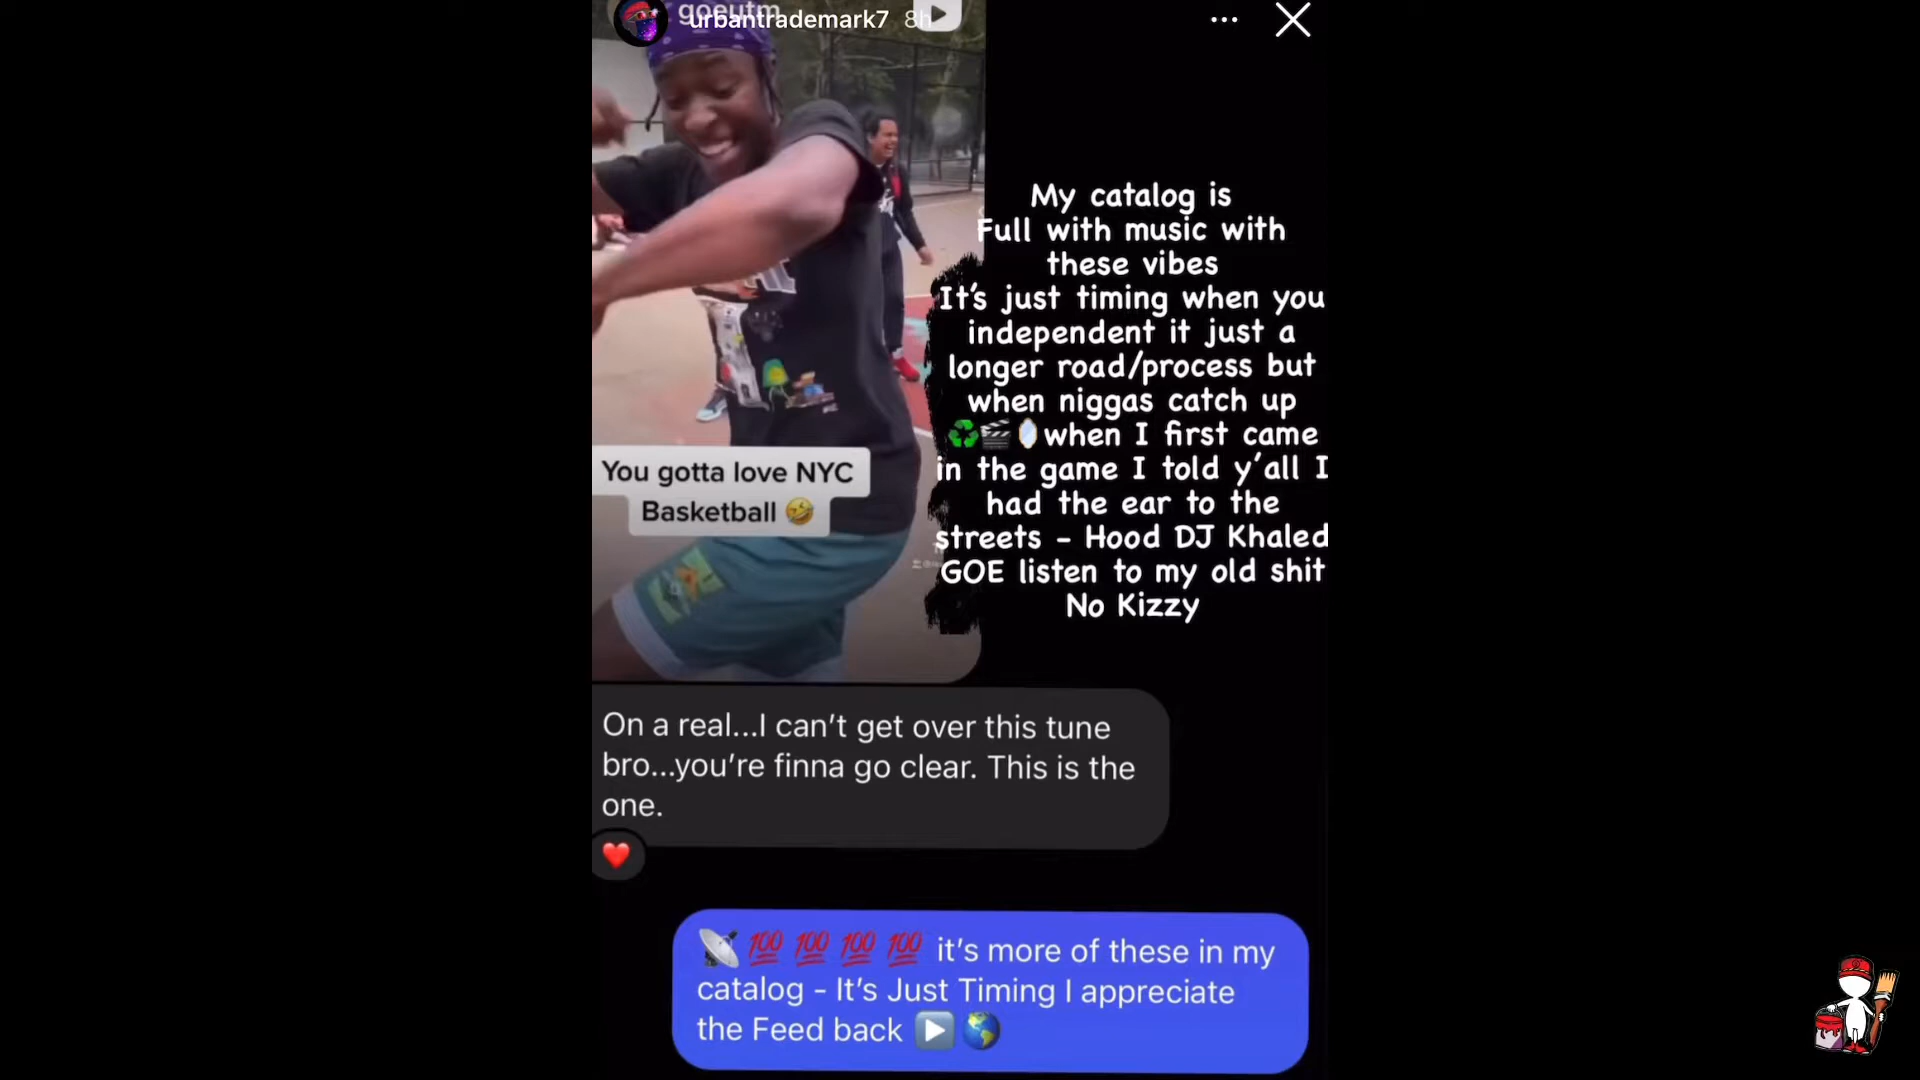 goeutm
urbantrademark7 8h
My catalog is
Full with music with
these vibes
It's just timing when you
independent it just a
longer road/process but
when niggas catch up
♻️🎬🪞when I first came
in the game I told y'all I
had the ear to the
streets - Hood DJ Khaled
GOE listen to my old shit
No Kizzy
You gotta love NYC
Basketball 🤣
On a real...I can't get over this tune
bro...you're finna go clear. This is the
one.
❤️
📡💯💯💯💯 it's more of these in my
catalog - It's Just Timing I appreciate
the Feed back ▶️🌎